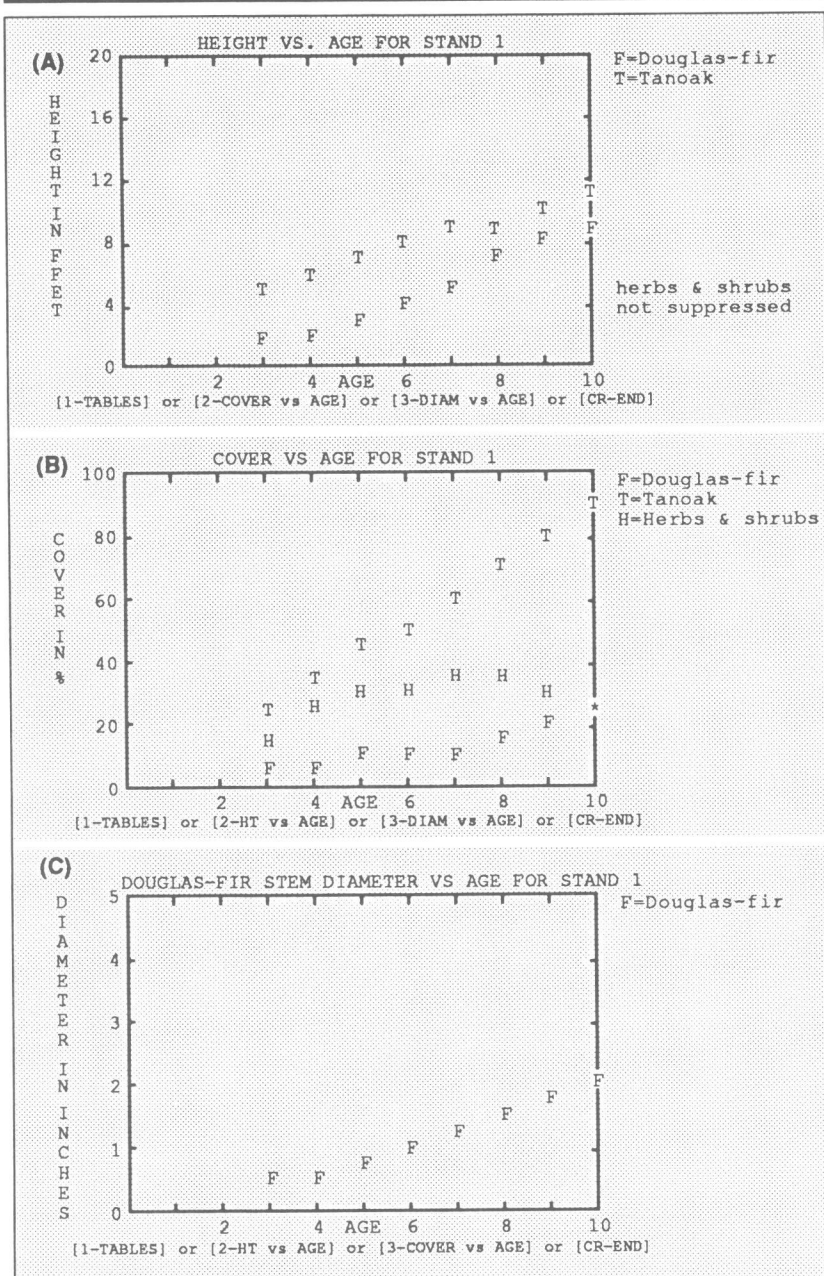 (A)
HEIGHT VS. AGE FOR STAND 1
F=Douglas-fir
T=Tanoak
HEIGHT IN FFET
20
16
12
8
4
0
T T T T T T T T
F F F F F F F F
herbs & shrubs
not suppressed
2 4 AGE 6 8 10
[1-TABLES] or [2-COVER vs AGE] or [3-DIAM vs AGE] or [CR-END]
(B)
COVER VS AGE FOR STAND 1
F=Douglas-fir
T=Tanoak
H=Herbs & shrubs
COVER IN %
100
80
60
40
20
0
T T T T T T T T
H H H H H H H *
F F F F F F F
2 4 AGE 6 8 10
[1-TABLES] or [2-HT vs AGE] or [3-DIAM vs AGE] or [CR-END]
(C)
DOUGLAS-FIR STEM DIAMETER VS AGE FOR STAND 1
F=Douglas-fir
DIAMETER IN INCHES
5
4
3
2
1
0
F F F F F F F F
2 4 AGE 6 8 10
[1-TABLES] or [2-HT vs AGE] or [3-COVER vs AGE] or [CR-END]